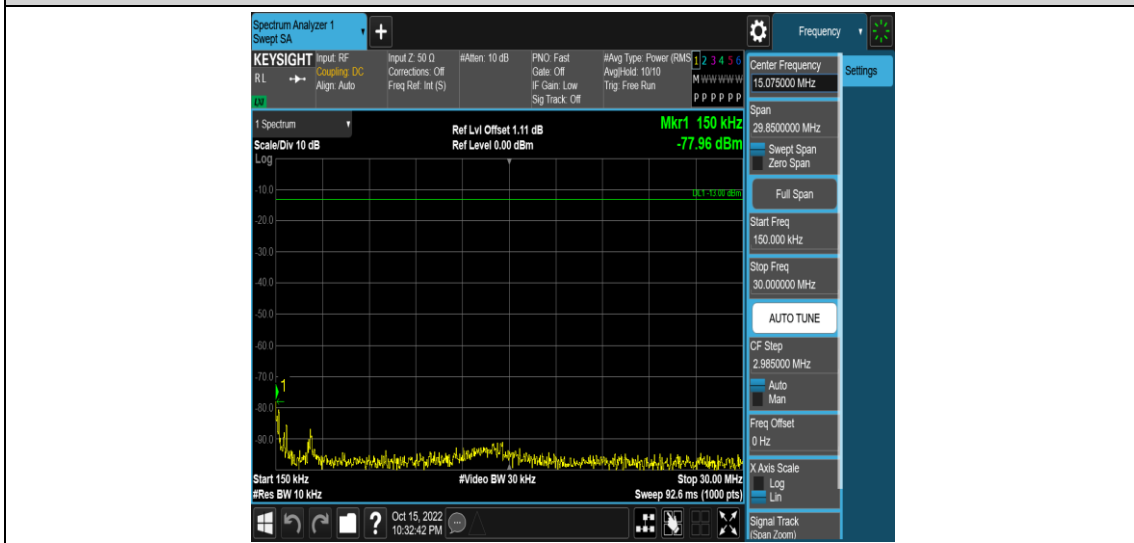 Spectrum Analyzer 1
Swept SA
+
Frequency
KEYSIGHT
RL
LXI
Input: RF
Coupling: DC
Align: Auto
Input Z: 50 Ω
Corrections: Off
Freq Ref: Int (S)
#Atten: 10 dB
PNO: Fast
Gate: Off
IF Gain: Low
Sig Track: Off
#Avg Type: Power (RMS
Avg|Hold: 10/10
Trig: Free Run
1 2 3 4 5 6
M W W W W W
P P P P P P
Center Frequency
15.075000 MHz
Settings
Span
29.8500000 MHz
Swept Span
Zero Span
Full Span
Start Freq
150.000 kHz
Stop Freq
30.000000 MHz
AUTO TUNE
CF Step
2.985000 MHz
Auto
Man
Freq Offset
0 Hz
X Axis Scale
Log
Lin
Signal Track
(Span Zoom)
1 Spectrum
Scale/Div 10 dB
Ref Lvl Offset 1.11 dB
Ref Level 0.00 dBm
Mkr1 150 kHz
-77.96 dBm
Log
DL1 -13.00 dBm
-10.0
-20.0
-30.0
-40.0
-50.0
-60.0
-70.0
1
-80.0
-90.0
Start 150 kHz
#Video BW 30 kHz
Stop 30.00 MHz
#Res BW 10 kHz
Sweep 92.6 ms (1000 pts)
?
Oct 15, 2022
10:32:42 PM